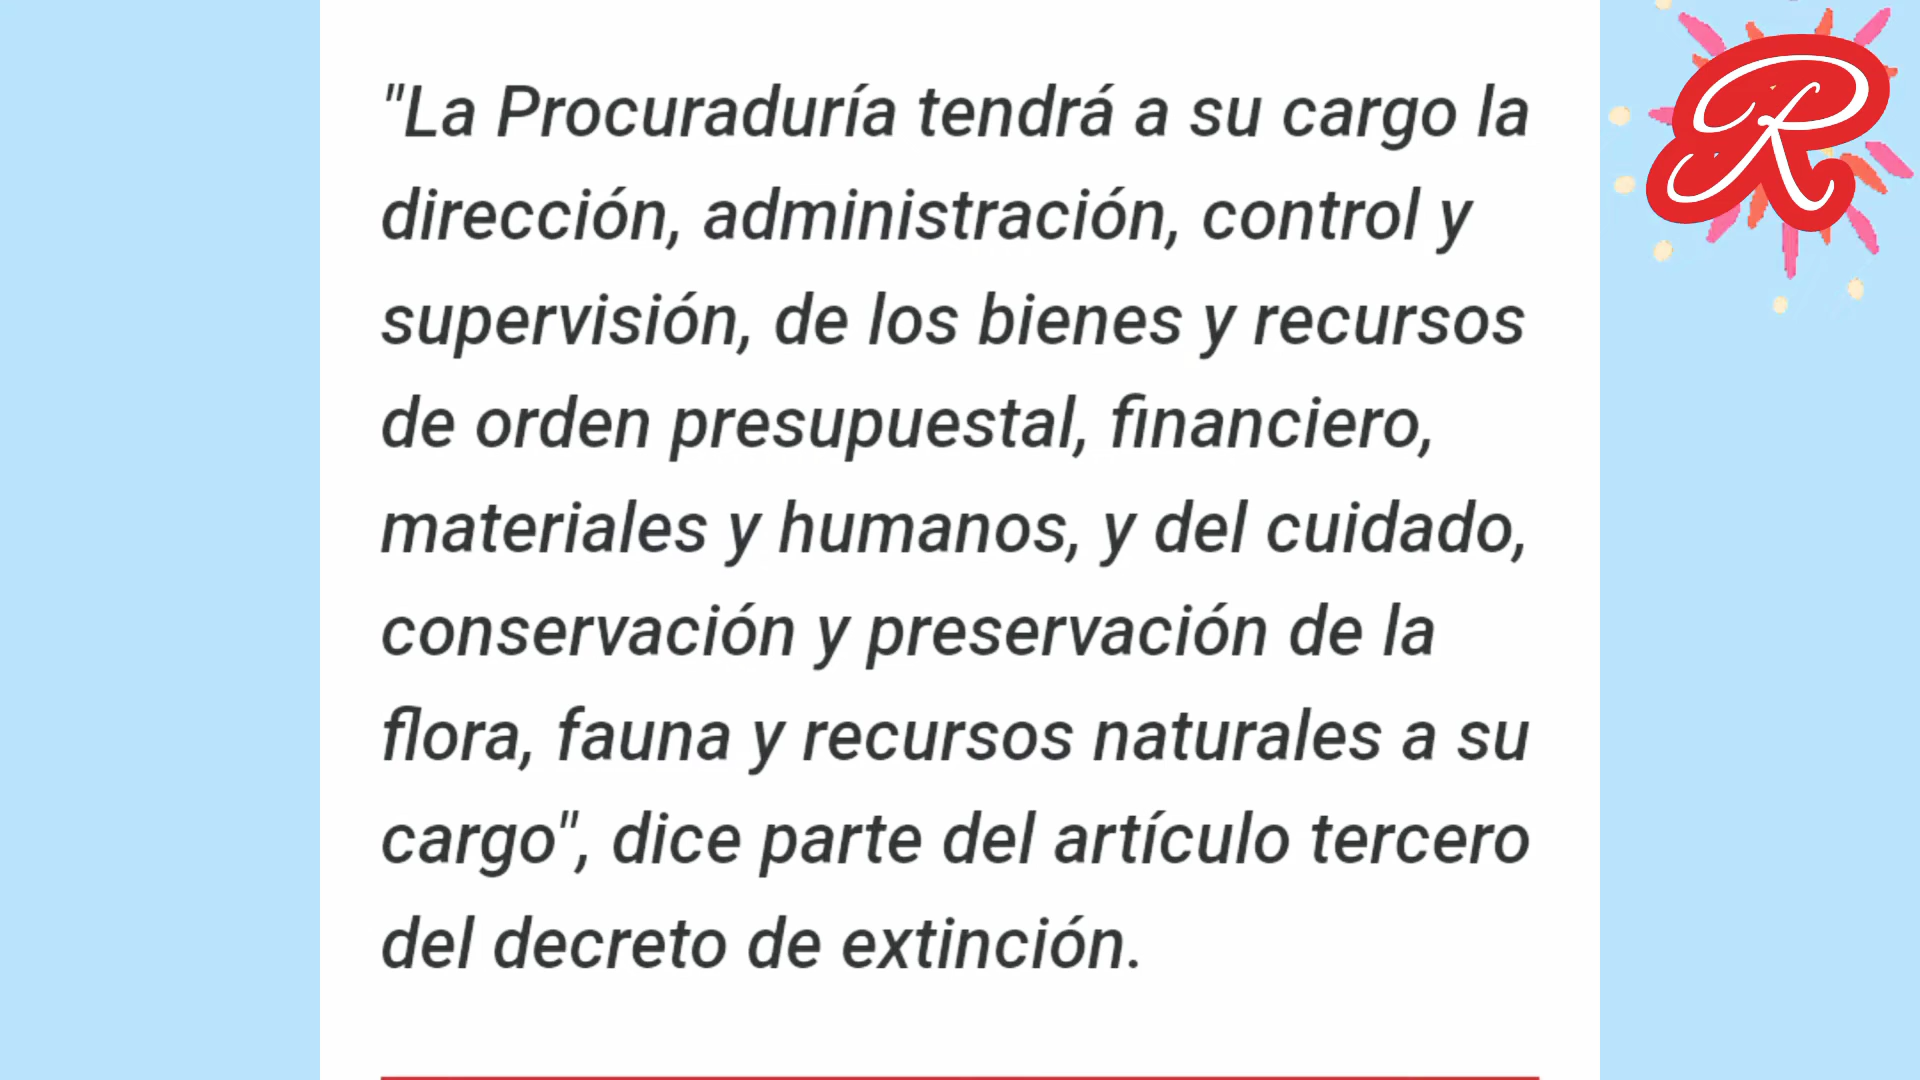 "La Procuraduría tendrá a su cargo la
dirección, administración, control y
supervisión, de los bienes y recursos
de orden presupuestal, financiero,
materiales y humanos, y del cuidado,
conservación y preservación de la
flora, fauna y recursos naturales a su
cargo", dice parte del artículo tercero
del decreto de extinción.
R